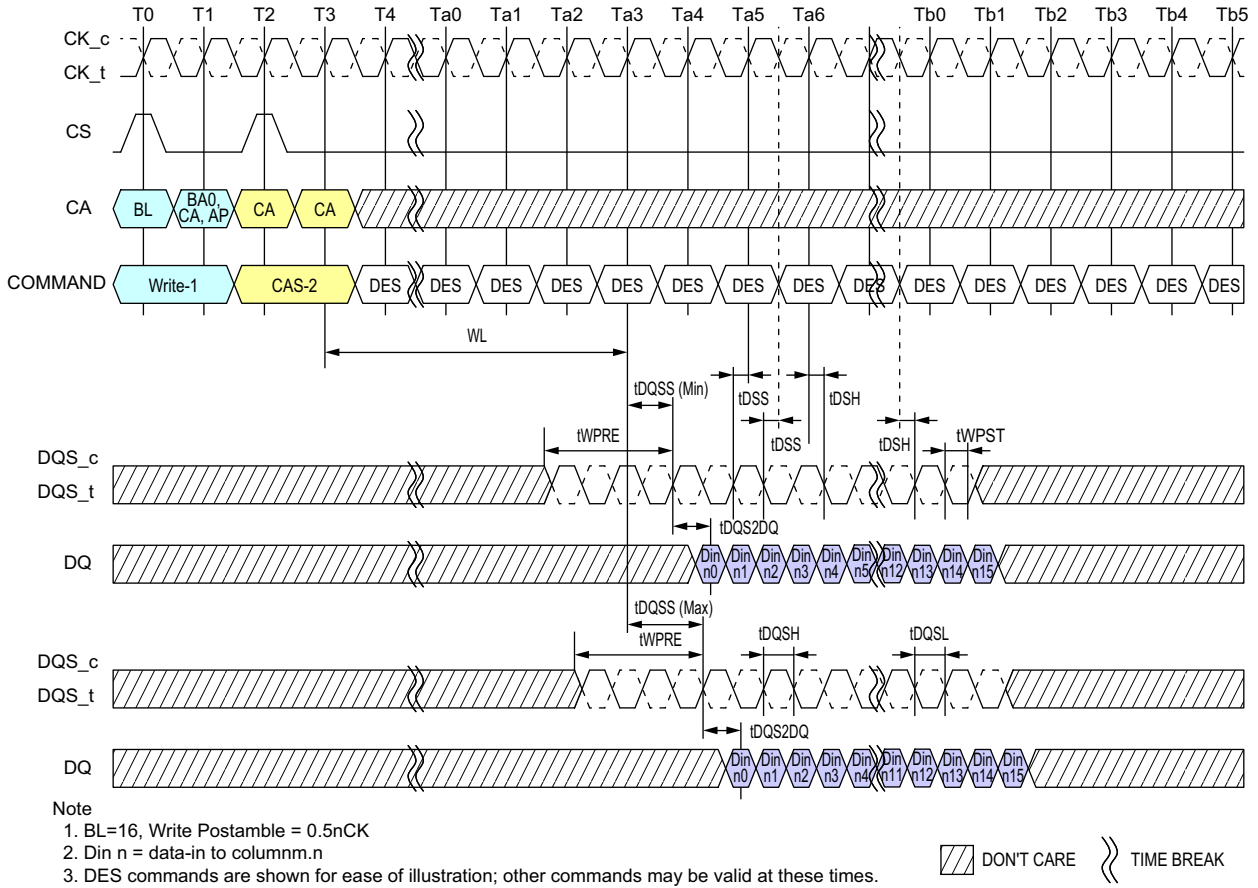 T0 T1 T2 T3 T4 Ta0 Ta1 Ta2 Ta3 Ta4 Ta5 Ta6 Tb0 Tb1 Tb2 Tb3 Tb4 Tb5
CK_c
CK_t
CS
CA BL BA0, CA, AP CA CA
COMMAND Write-1 CAS-2 DES DES DES DES DES DES DES DES DES DES DES DES DES DES DES
WL
tDQSS (Min) tDSS tDSH
tWPRE tDSS tDSH tWPST
DQS_c
DQS_t
tDQS2DQ
DQ Din n0 Din n1 Din n2 Din n3 Din n4 Din n5 Din n12 Din n13 Din n14 Din n15
tDQSS (Max)
tWPRE tDQSH tDQSL
DQS_c
DQS_t
tDQS2DQ
DQ Din n0 Din n1 Din n2 Din n3 Din n4 Din n11 Din n12 Din n13 Din n14 Din n15
Note
1. BL=16, Write Postamble = 0.5nCK
2. Din n = data-in to columnm.n
3. DES commands are shown for ease of illustration; other commands may be valid at these times.
DON'T CARE TIME BREAK